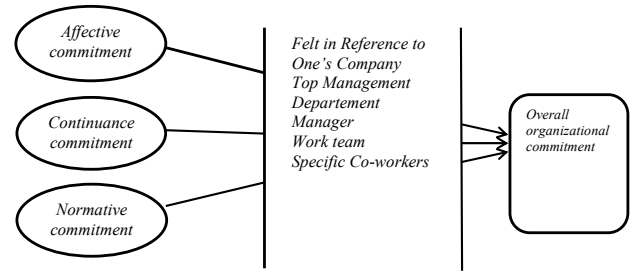 Affective
commitment
Continuance
commitment
Normative
commitment
Felt in Reference to
One's Company
Top Management
Departement
Manager
Work team
Specific Co-workers
Overall
organizational
commitment